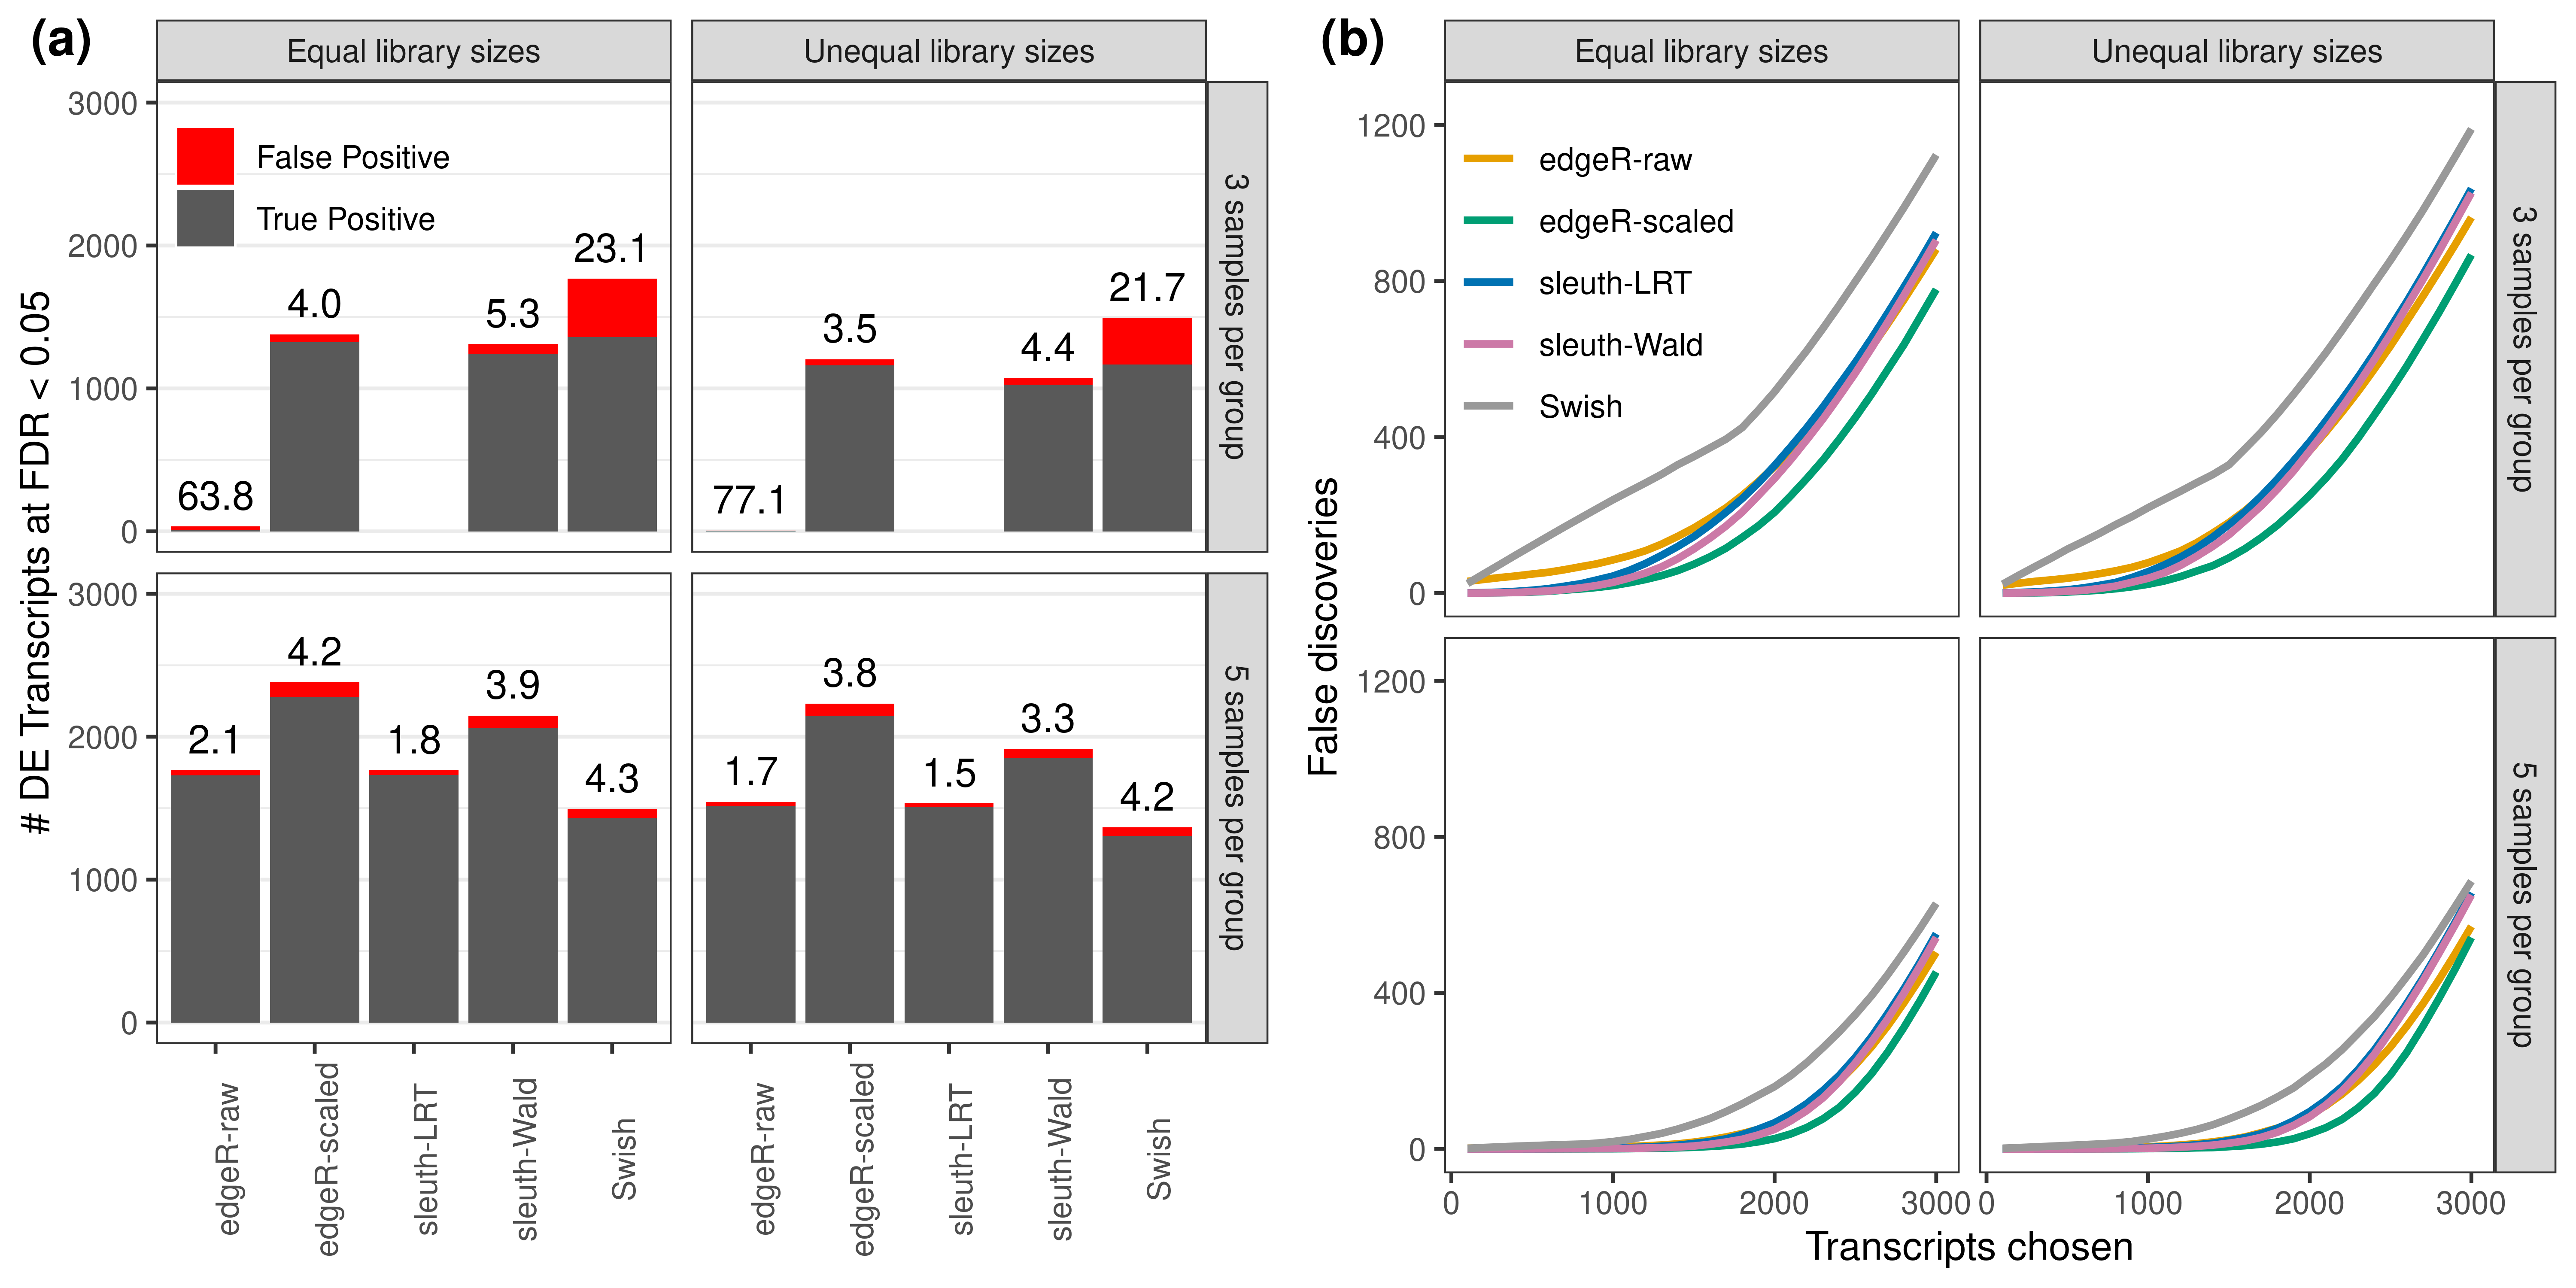 (a)
Equal library sizes
Unequal library sizes
# DE Transcripts at FDR < 0.05
3000
2000
1000
0
False Positive
True Positive
63.8
4.0
5.3
23.1
77.1
3.5
4.4
21.7
3 samples per group
3000
2000
1000
0
2.1
4.2
1.8
3.9
4.3
1.7
3.8
1.5
3.3
4.2
5 samples per group
edgeR-raw
edgeR-scaled
sleuth-LRT
sleuth-Wald
Swish
edgeR-raw
edgeR-scaled
sleuth-LRT
sleuth-Wald
Swish
(b)
Equal library sizes
Unequal library sizes
False discoveries
1200
800
400
0
edgeR-raw
edgeR-scaled
sleuth-LRT
sleuth-Wald
Swish
3 samples per group
1200
800
400
0
5 samples per group
0
1000
2000
3000
0
1000
2000
3000
Transcripts chosen